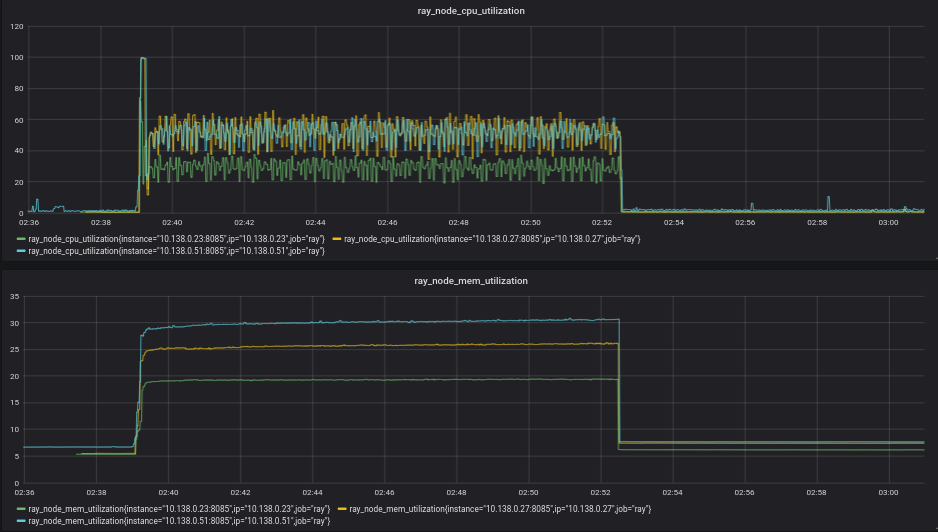 ray_node_cpu_utilization
120
100
80
60
40
20
0
02:36 02:38 02:40 02:42 02:44 02:46 02:48 02:50 02:52 02:54 02:56 02:58 03:00
ray_node_cpu_utilization{instance="10.138.0.23:8085",ip="10.138.0.23",job="ray"} ray_node_cpu_utilization{instance="10.138.0.27:8085",ip="10.138.0.27",job="ray"}
ray_node_cpu_utilization{instance="10.138.0.51:8085",ip="10.138.0.51",job="ray"}
ray_node_mem_utilization
35
30
25
20
15
10
5
0
02:36 02:38 02:40 02:42 02:44 02:46 02:48 02:50 02:52 02:54 02:56 02:58 03:00
ray_node_mem_utilization{instance="10.138.0.23:8085",ip="10.138.0.23",job="ray"} ray_node_mem_utilization{instance="10.138.0.27:8085",ip="10.138.0.27",job="ray"}
ray_node_mem_utilization{instance="10.138.0.51:8085",ip="10.138.0.51",job="ray"}